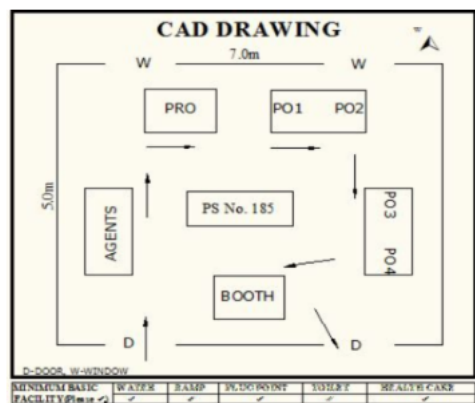 CAD DRAWING
W 7.0m W
PRO
PO1 PO2
5.0m
AGENTS
PS No. 185
PO3
PO4
BOOTH
D D
D-DOOR, W-WINDOW
MINIMUM BASIC WATER RAMP PLUG POINT TOILET HEALTH CARE
FACILITY(Please ✓) ✓ ✓ ✓ ✓ ✓